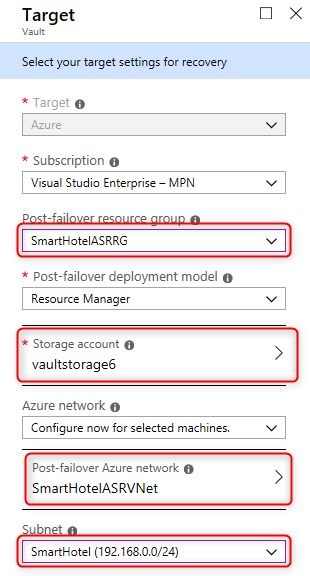 Target
Vault
Select your target settings for recovery
* Target
Azure
* Subscription
Visual Studio Enterprise – MPN
Post-failover resource group
SmartHotelASRRG
* Post-failover deployment model
Resource Manager
* Storage account
vaultstorage6
Azure network
Configure now for selected machines.
Post-failover Azure network
SmartHotelASRVNet
Subnet
SmartHotel (192.168.0.0/24)